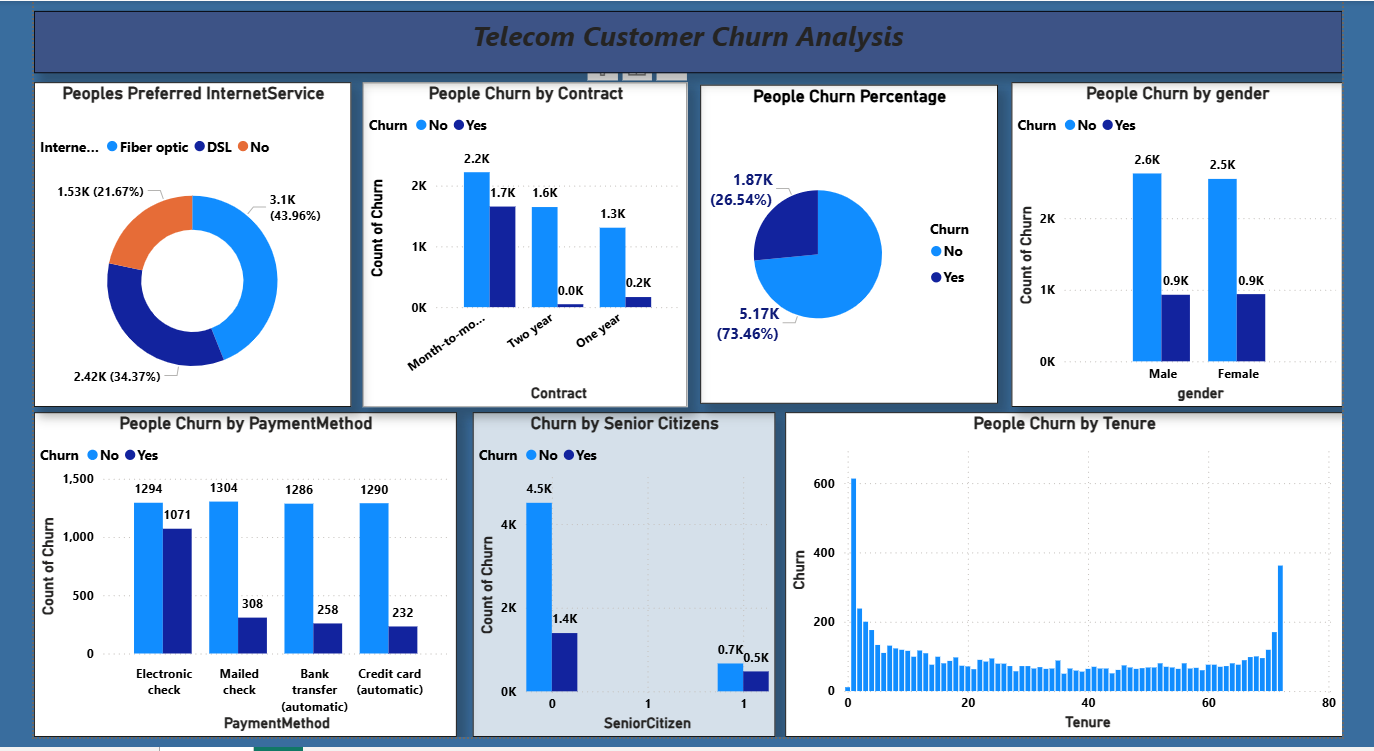 Telecom Customer Churn Analysis
Peoples Preferred InternetService
Interne... Fiber optic DSL No
1.53K (21.67%)
3.1K
(43.96%)
2.42K (34.37%)
People Churn by Contract
Churn No Yes
Count of Churn
2K
1K
0K
2.2K
1.7K
1.6K
0.0K
1.3K
0.2K
Month-to-mo...
Two year
One year
Contract
People Churn Percentage
1.87K
(26.54%)
5.17K
(73.46%)
Churn
No
Yes
People Churn by gender
Churn No Yes
Count of Churn
2K
1K
0K
2.6K
0.9K
2.5K
0.9K
Male
Female
gender
People Churn by PaymentMethod
Churn No Yes
Count of Churn
1,500
1,000
500
0
1294
1071
1304
308
1286
258
1290
232
Electronic
check
Mailed
check
Bank
transfer
(automatic)
Credit card
(automatic)
PaymentMethod
Churn by Senior Citizens
Churn No Yes
Count of Churn
4K
2K
0K
4.5K
1.4K
0.7K
0.5K
0
1
1
SeniorCitizen
People Churn by Tenure
Churn
600
400
200
0
0
20
40
60
80
Tenure